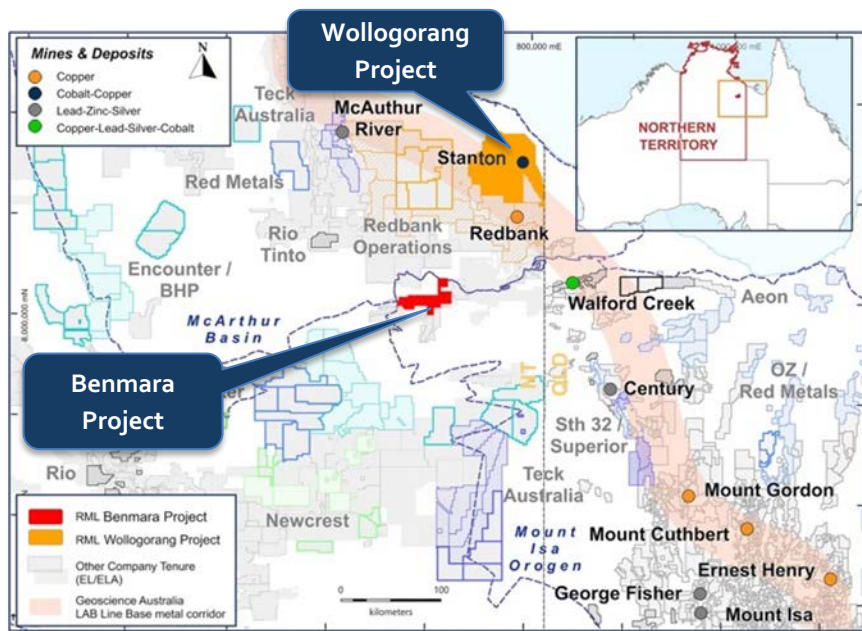 Mines & Deposits
N
Copper
Cobalt-Copper
Lead-Zinc-Silver
Copper-Lead-Silver-Cobalt
Wollogorang
Project
800,000 mE
NORTHERN
TERRITORY
Teck
Australia
McAuthur
River
Stanton
Red Metals
Redbank
Operations
Redbank
Rio
Tinto
Encounter /
BHP
8,000,000 mN
McArthur
Basin
Walford Creek
Aeon
Benmara
Project
NT
QLD
Century
OZ /
Red Metals
Sth 32 /
Superior
Rio
Teck
Australia
Mount Gordon
Newcrest
Mount Cuthbert
Mount
Isa
Orogen
Ernest Henry
George Fisher
Mount Isa
RML Benmara Project
RML Wollogorang Project
Other Company Tenure
(EL/ELA)
Geoscience Australia
LAB Line Base metal corridor
0
100
kilometers